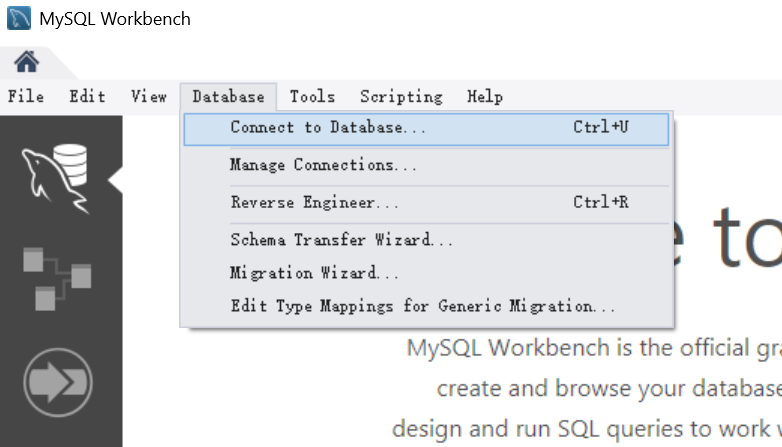 MySQL Workbench
File Edit View Database Tools Scripting Help
Connect to Database... Ctrl+U
Manage Connections...
Reverse Engineer... Ctrl+R
Schema Transfer Wizard...
Migration Wizard...
Edit Type Mappings for Generic Migration...
e to
MySQL Workbench is the official gra
create and browse your database
design and run SQL queries to work w